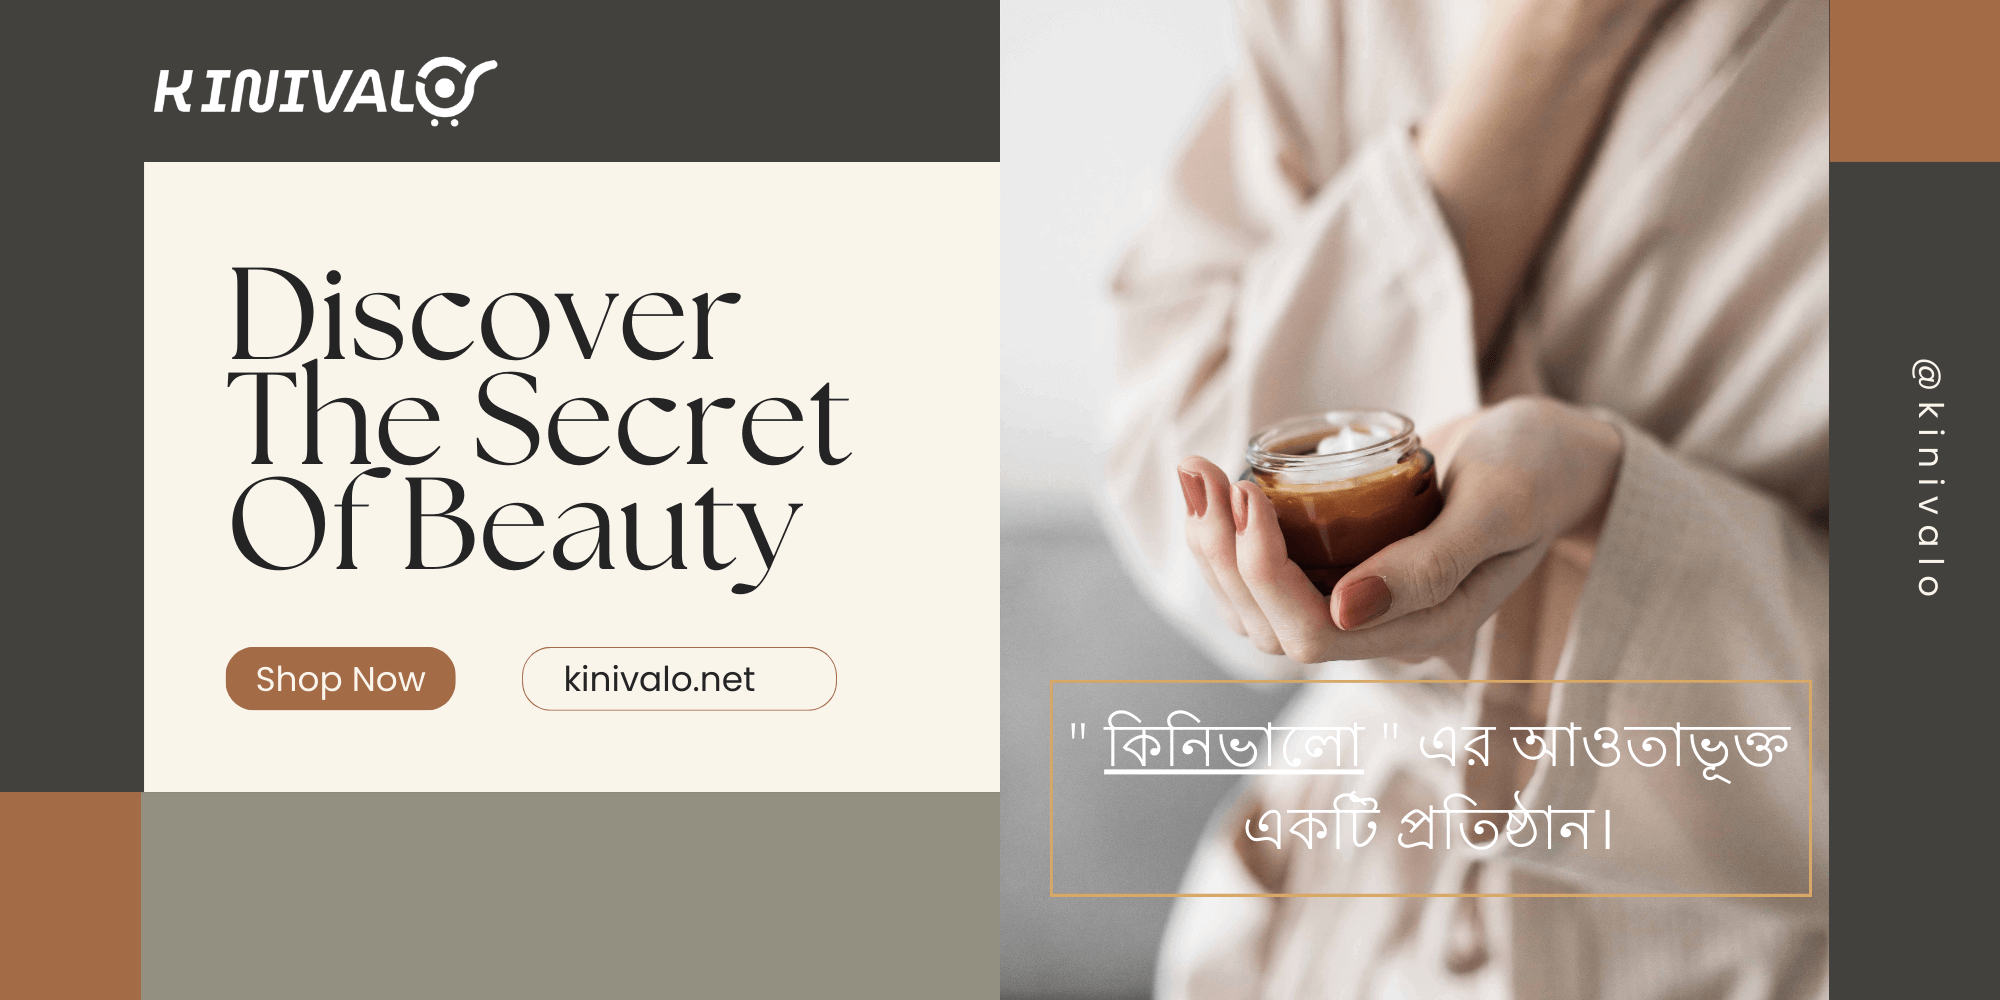 KINIVALO
Discover
The Secret
Of Beauty
Shop Now
kinivalo.net
" কিনিভালো " এর আওতাভূক্ত
একটি প্রতিষ্ঠান।
@kinivalo